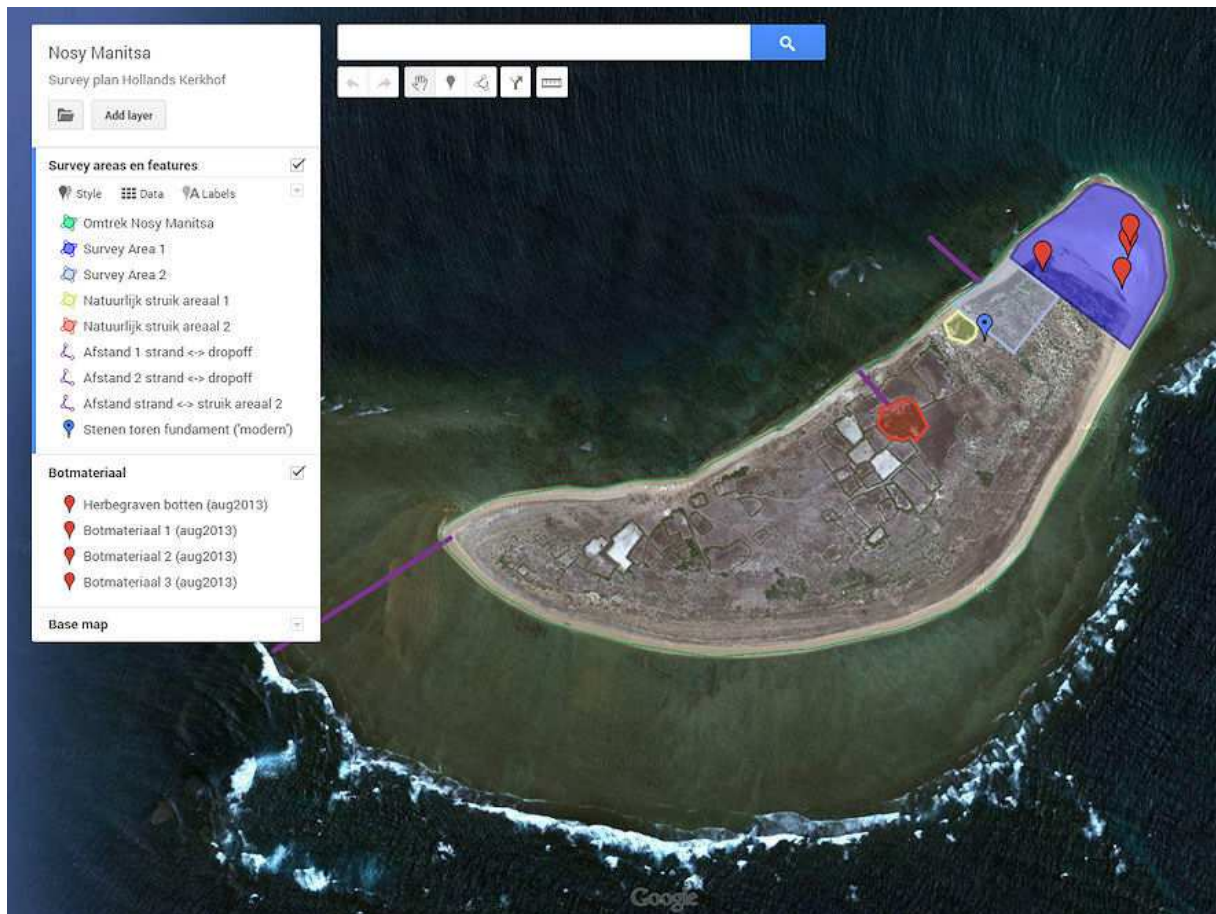 Nosy Manitsa
Survey plan Hollands Kerkhof
Add layer
Survey areas en features
Style Data Labels
Omtrek Nosy Manitsa
Survey Area 1
Survey Area 2
Natuurlijk struik areaal 1
Natuurlijk struik areaal 2
Afstand 1 strand <-> dropoff
Afstand 2 strand <-> dropoff
Afstand strand <-> struik areaal 2
Stenen toren fundament ('modern')
Botmateriaal
Herbegraven botten (aug2013)
Botmateriaal 1 (aug2013)
Botmateriaal 2 (aug2013)
Botmateriaal 3 (aug2013)
Base map
Google